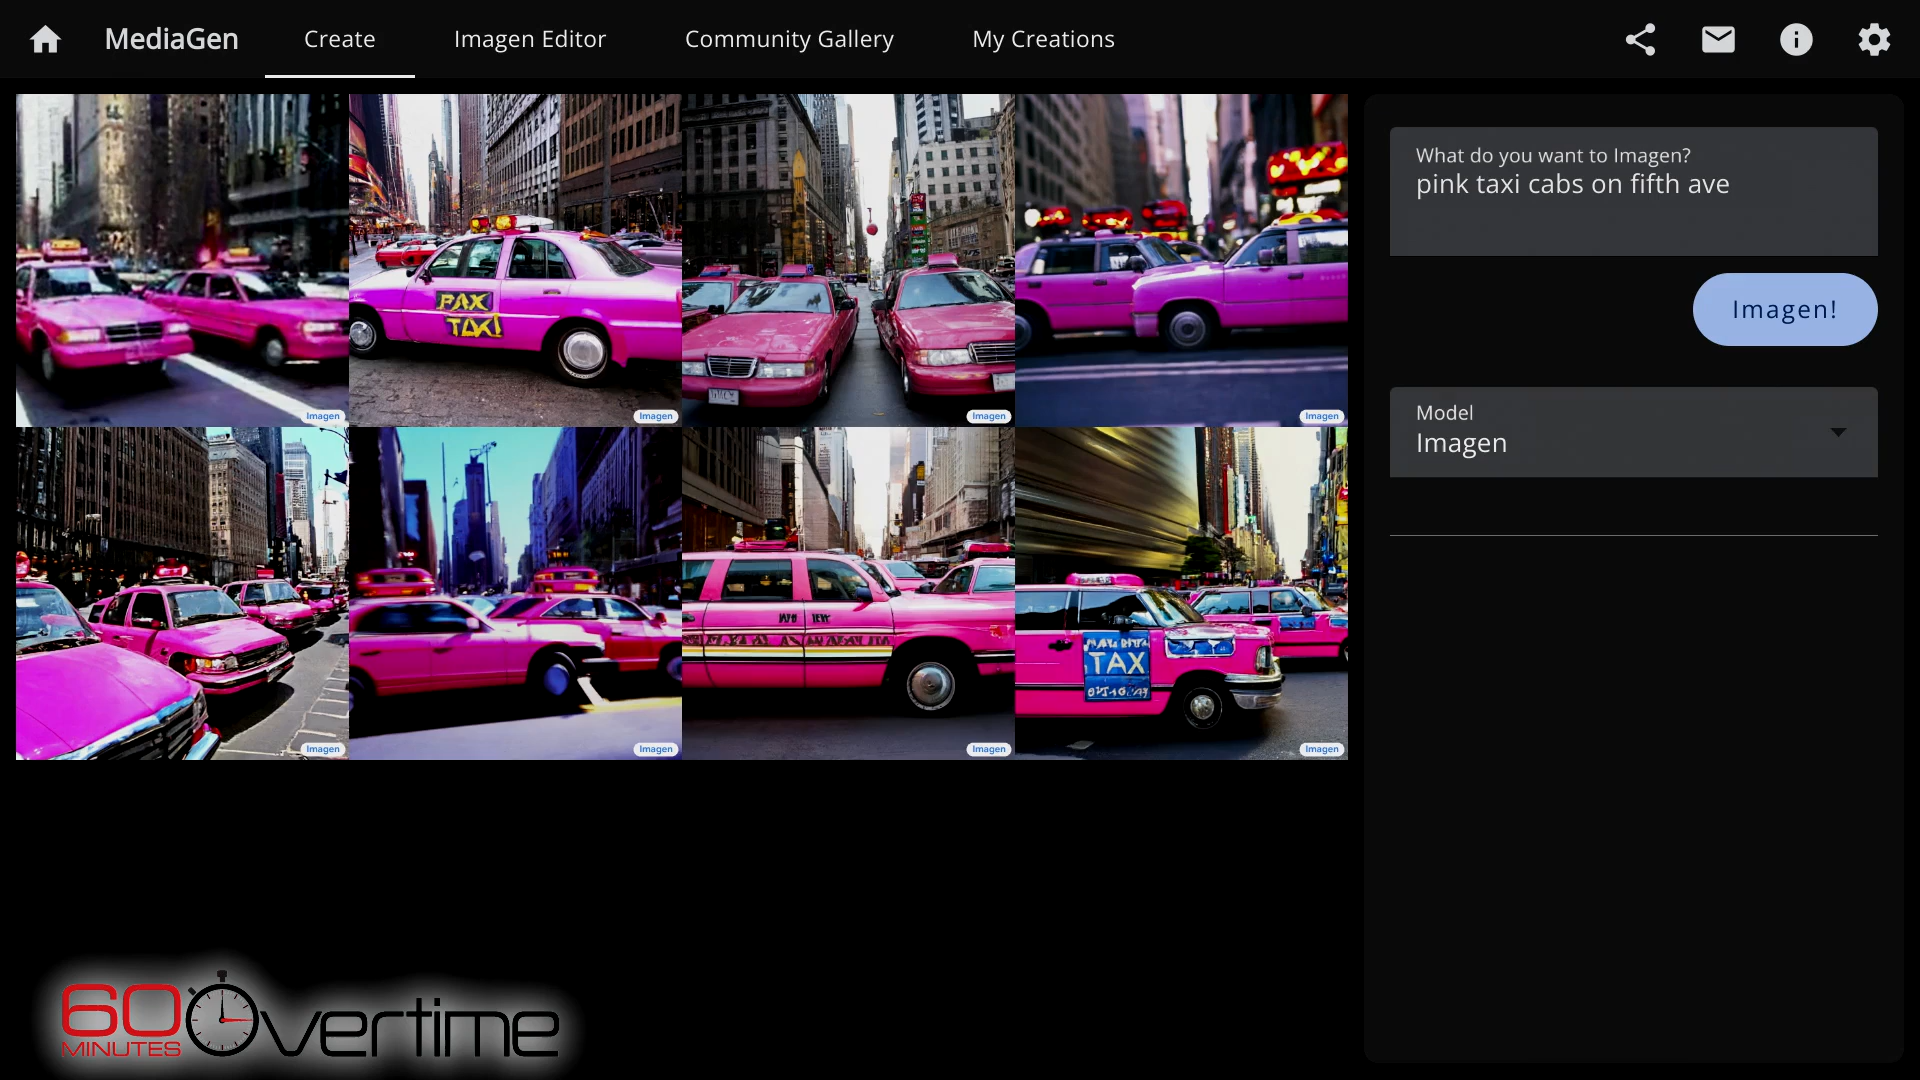 MediaGen
Create
Imagen Editor
Community Gallery
My Creations
PAX
TAXI
Imagen
Imagen
Imagen
Imagen
TAX
Imagen
Imagen
Imagen
Imagen
What do you want to Imagen?
pink taxi cabs on fifth ave
Imagen!
Model
Imagen
60 Overtime
MINUTES